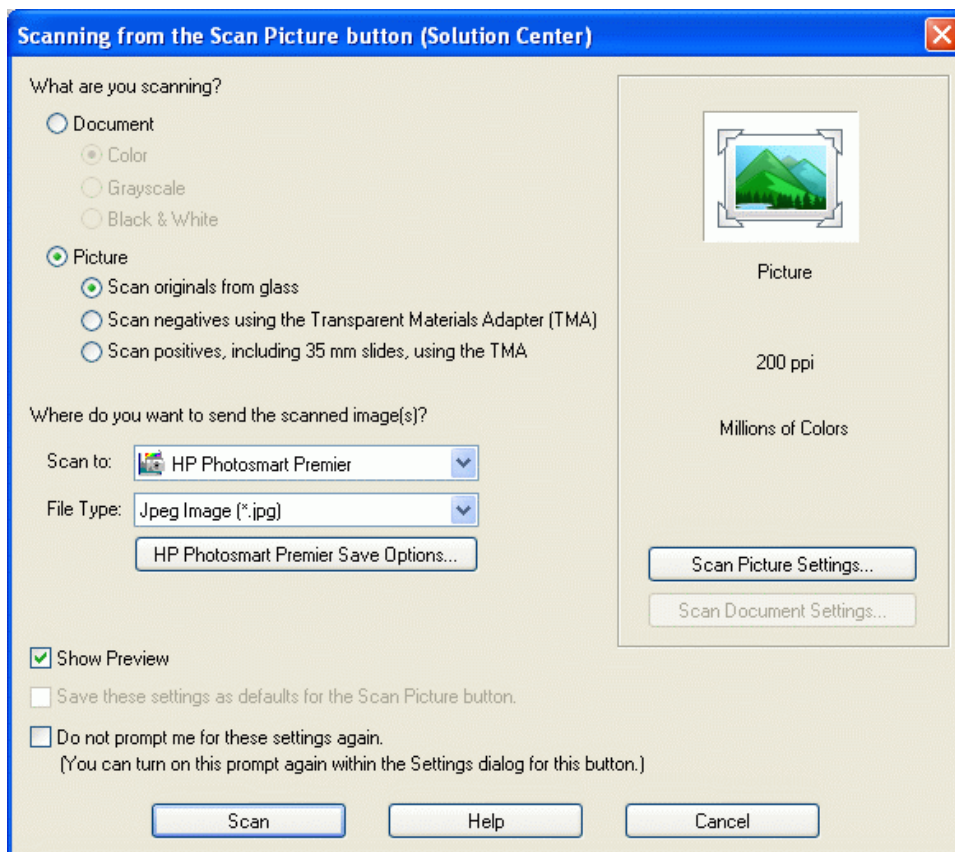 Scanning from the Scan Picture button (Solution Center)
What are you scanning?
Document
Color
Grayscale
Black & White
Picture
Scan originals from glass
Scan negatives using the Transparent Materials Adapter (TMA)
Scan positives, including 35 mm slides, using the TMA
Where do you want to send the scanned image(s)?
Scan to: HP Photosmart Premier
File Type: Jpeg Image (*.jpg)
HP Photosmart Premier Save Options...
Picture
200 ppi
Millions of Colors
Scan Picture Settings...
Scan Document Settings...
Show Preview
Save these settings as defaults for the Scan Picture button.
Do not prompt me for these settings again.
(You can turn on this prompt again within the Settings dialog for this button.)
Scan Help Cancel